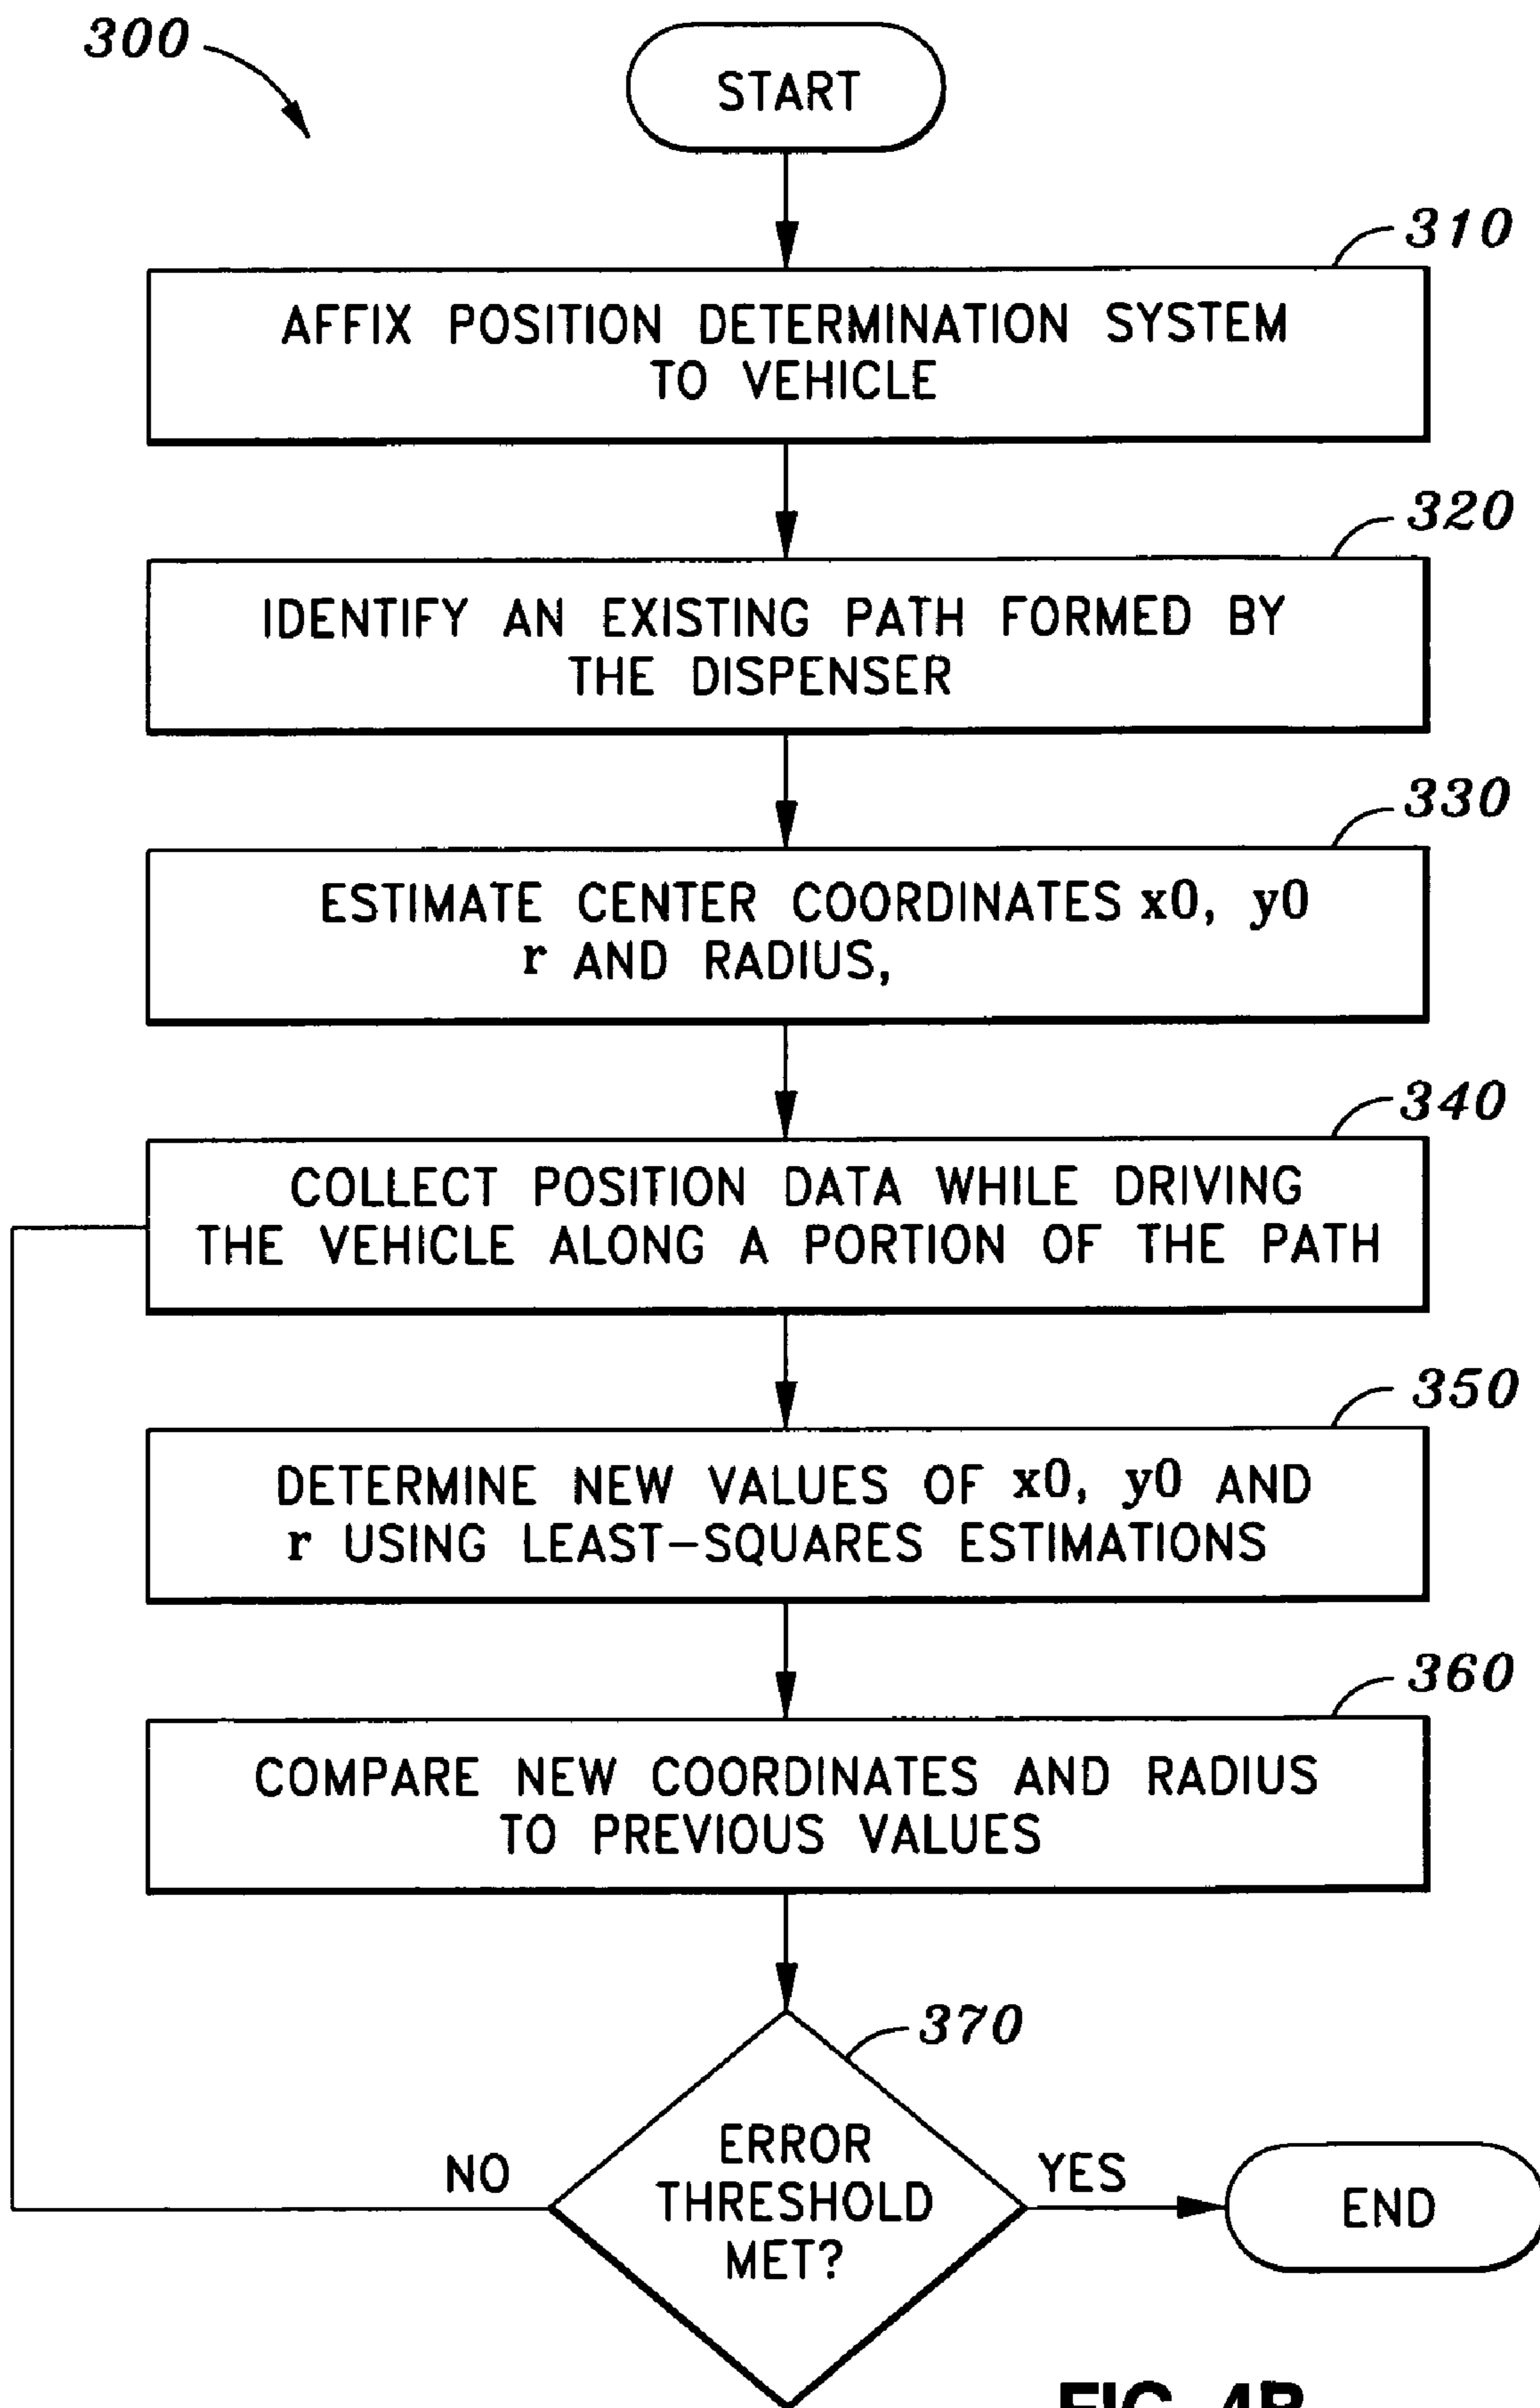 300
START
310
AFFIX POSITION DETERMINATION SYSTEM
TO VEHICLE
320
IDENTIFY AN EXISTING PATH FORMED BY
THE DISPENSER
330
ESTIMATE CENTER COORDINATES x0, y0
r AND RADIUS,
340
COLLECT POSITION DATA WHILE DRIVING
THE VEHICLE ALONG A PORTION OF THE PATH
350
DETERMINE NEW VALUES OF x0, y0 AND
r USING LEAST-SQUARES ESTIMATIONS
360
COMPARE NEW COORDINATES AND RADIUS
TO PREVIOUS VALUES
370
ERROR
THRESHOLD
MET?
NO
YES
END
FIG. 4B